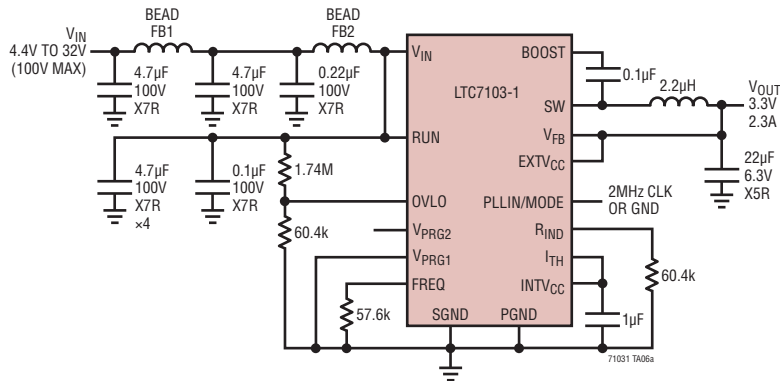 V_IN
4.4V TO 32V
(100V MAX)
BEAD
FB1
BEAD
FB2
4.7µF
100V
X7R
4.7µF
100V
X7R
0.22µF
100V
X7R
4.7µF
100V
X7R
×4
0.1µF
100V
X7R
1.74M
60.4k
57.6k
V_IN
RUN
OVLO
V_PRG2
V_PRG1
FREQ
SGND
PGND
LTC7103-1
BOOST
SW
V_FB
EXTV_CC
PLLIN/MODE
R_IND
I_TH
INTV_CC
0.1µF
2.2µH
V_OUT
3.3V
2.3A
22µF
6.3V
X5R
2MHz CLK
OR GND
60.4k
1µF
71031 TA06a